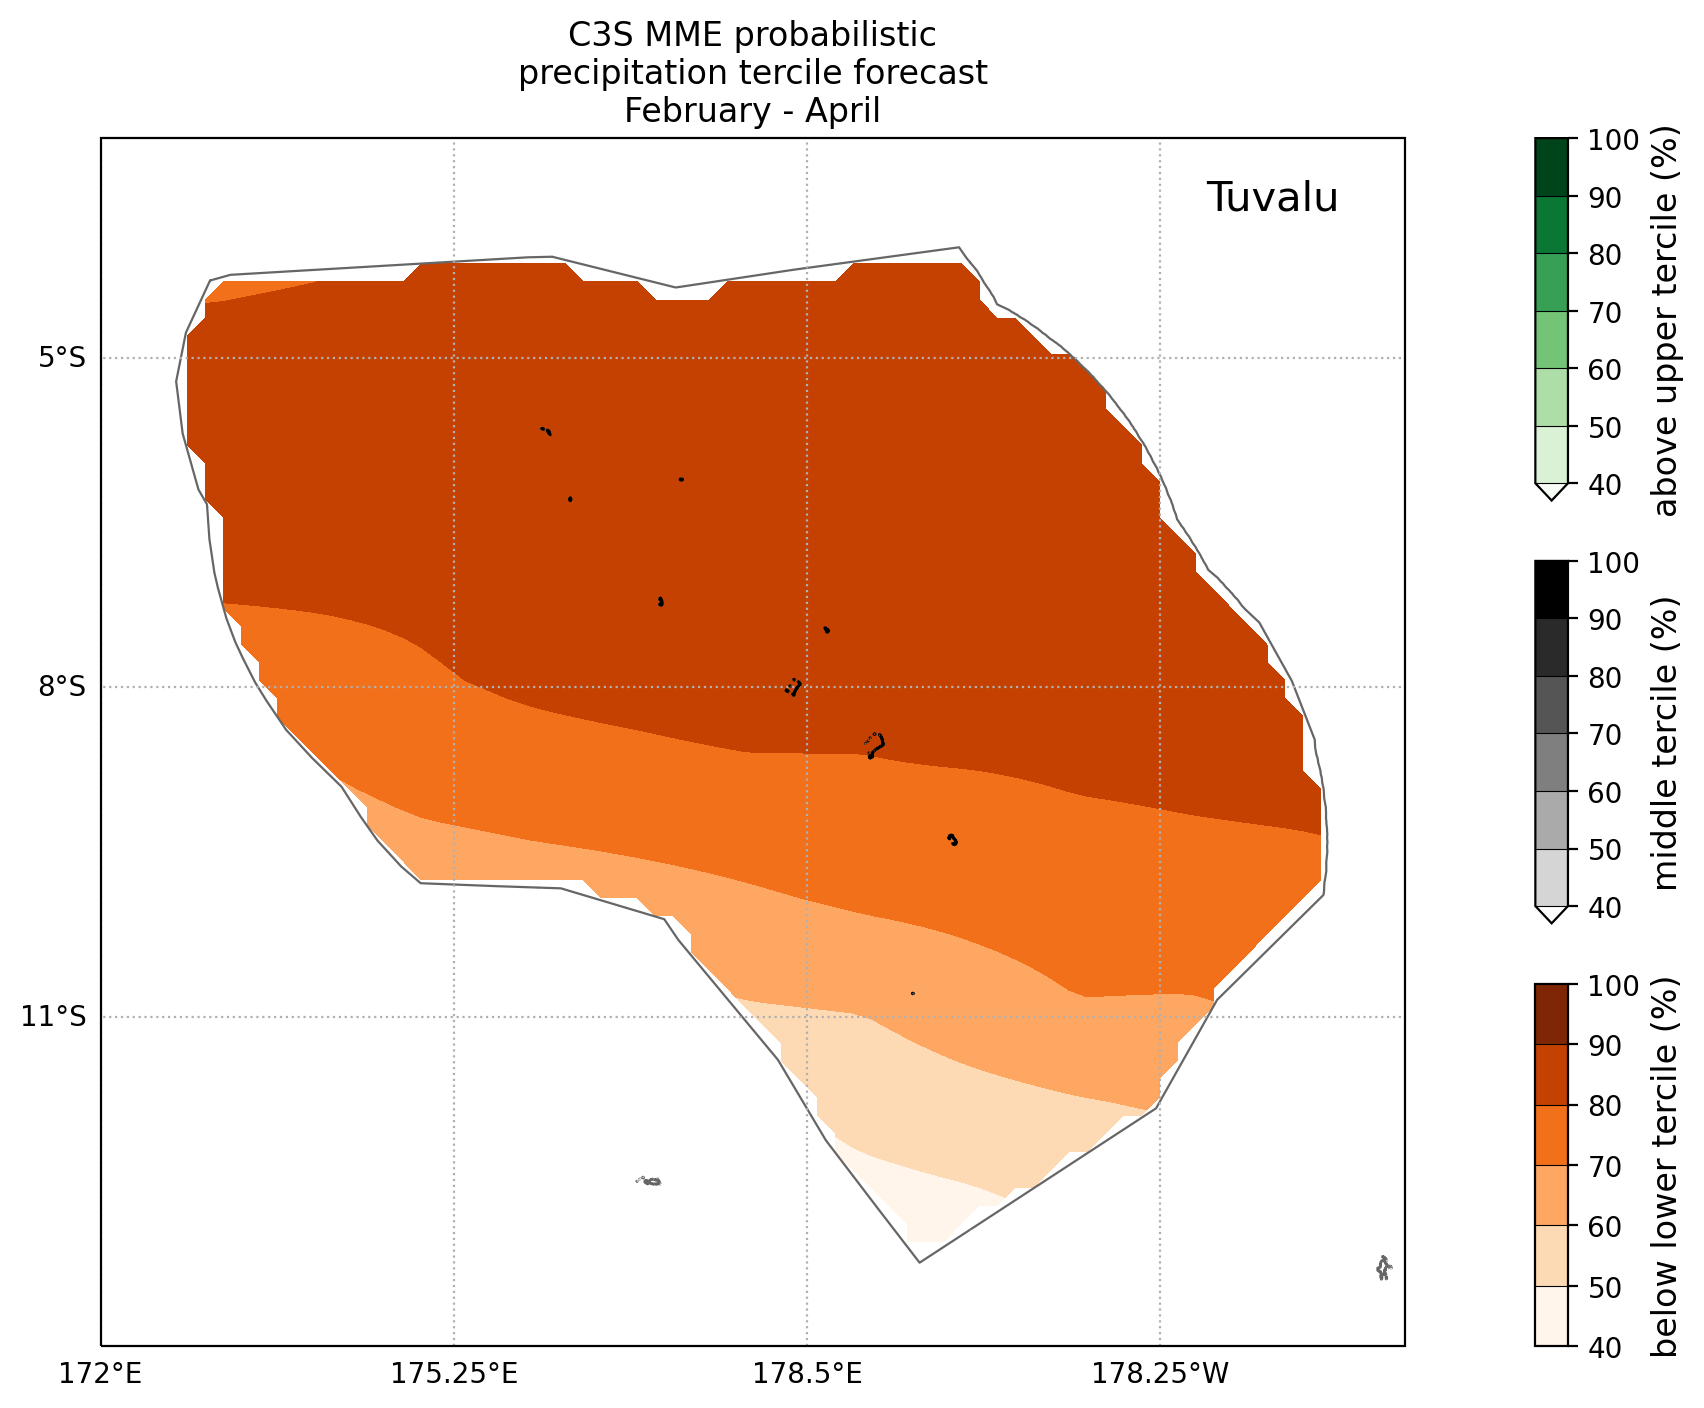 C3S MME probabilistic
precipitation tercile forecast
February - April
Tuvalu
5°S
8°S
11°S
172°E
175.25°E
178.5°E
178.25°W
100
90
80
70
60
50
40
above upper tercile (%)
100
90
80
70
60
50
40
middle tercile (%)
100
90
80
70
60
50
40
below lower tercile (%)